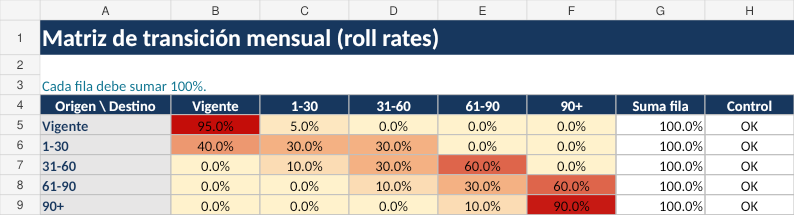 A B C D E F G H
1 Matriz de transición mensual (roll rates)
2
3 Cada fila debe sumar 100%.
4 Origen \ Destino Vigente 1-30 31-60 61-90 90+ Suma fila Control
5 Vigente 95.0% 5.0% 0.0% 0.0% 0.0% 100.0% OK
6 1-30 40.0% 30.0% 30.0% 0.0% 0.0% 100.0% OK
7 31-60 0.0% 10.0% 30.0% 60.0% 0.0% 100.0% OK
8 61-90 0.0% 0.0% 10.0% 30.0% 60.0% 100.0% OK
9 90+ 0.0% 0.0% 0.0% 10.0% 90.0% 100.0% OK